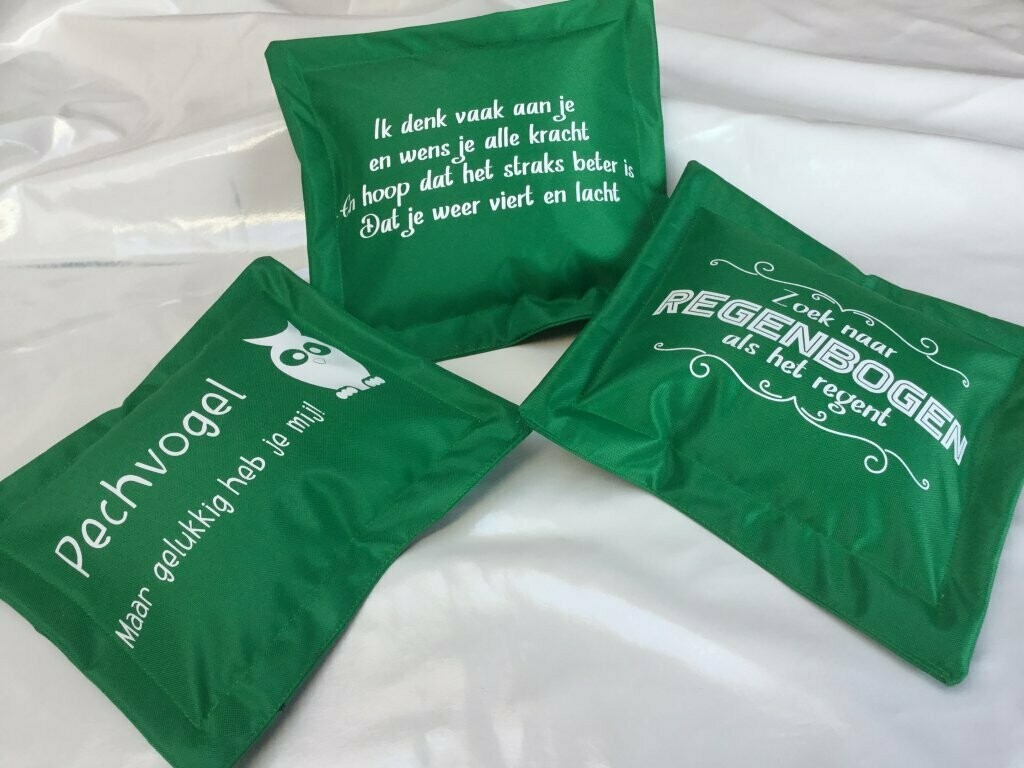 Ik denk vaak aan je
en wens je alle kracht
En hoop dat het straks beter is
Dat je weer viert en lacht
Zoek naar
REGENBOGEN
als het regent
Pechvogel
Maar gelukkig heb je mij!